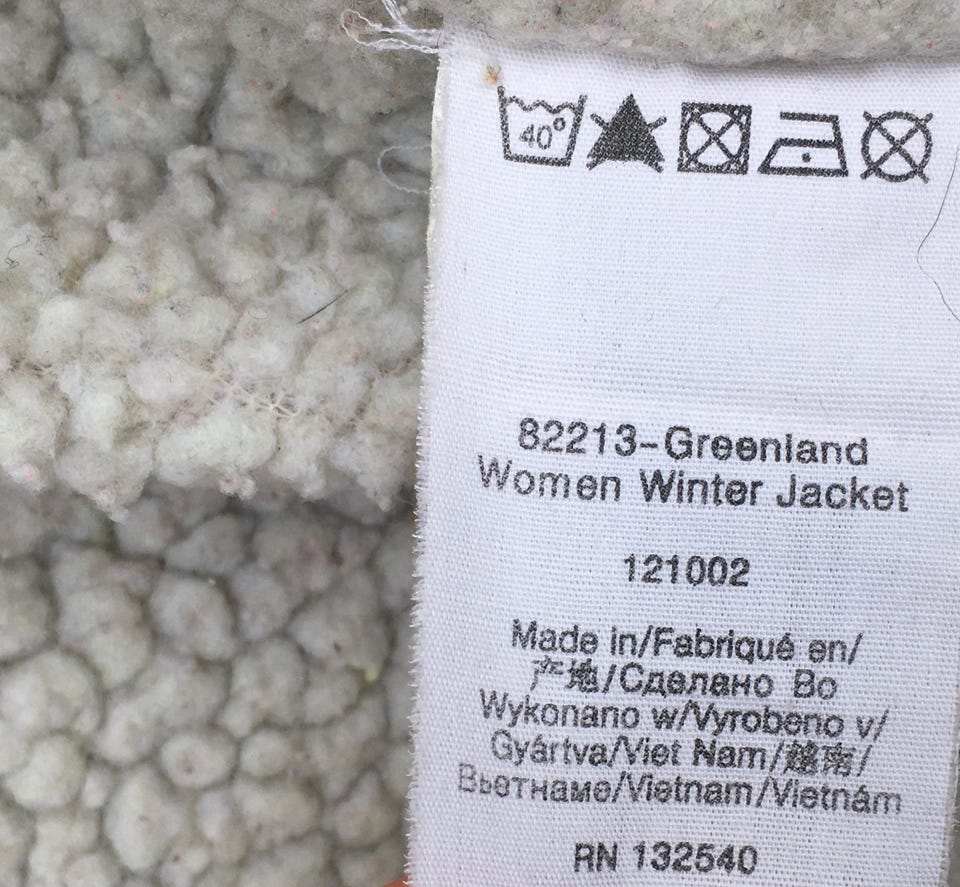 40°
82213-Greenland
Women Winter Jacket
121002
Made in/Fabriqué en/
产地/Сделано Во
Wykonano w/Vyrobeno v/
Gyártva/Viet Nam/越南/
Вьетнаме/Vietnam/Vietnám
RN 132540